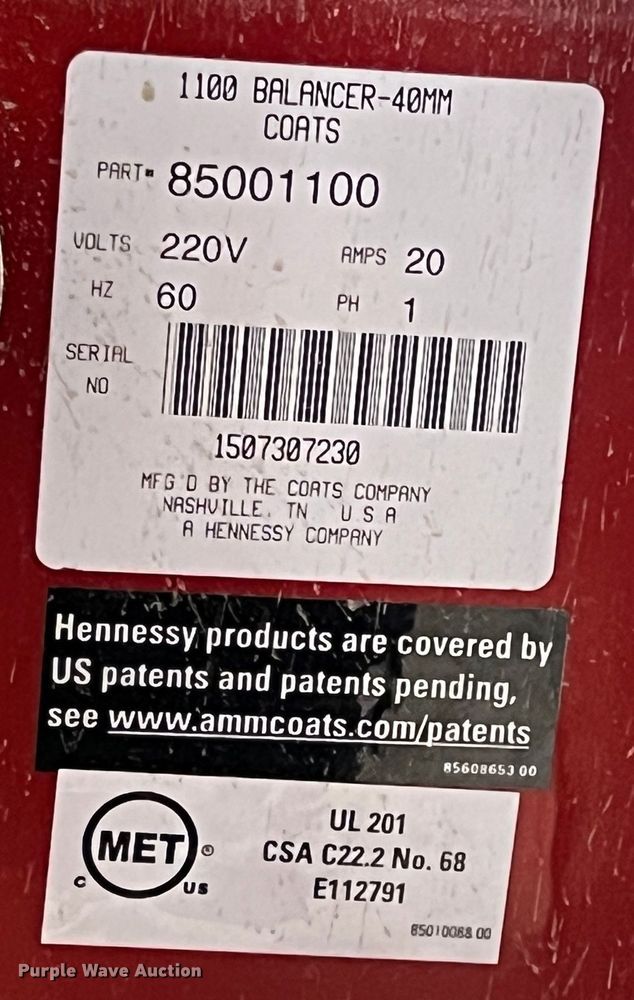 1100 BALANCER-40MM
COATS
PART# 85001100
VOLTS 220V AMPS 20
HZ 60 PH 1
SERIAL
NO
1507307230
MFG'D BY THE COATS COMPANY
NASHVILLE, TN U S A
A HENNESSY COMPANY
Hennessy products are covered by
US patents and patents pending,
see www.ammcoats.com/patents
85608653 00
MET ®
C US
UL 201
CSA C22.2 No. 68
E112791
85010088 00
Purple Wave Auction